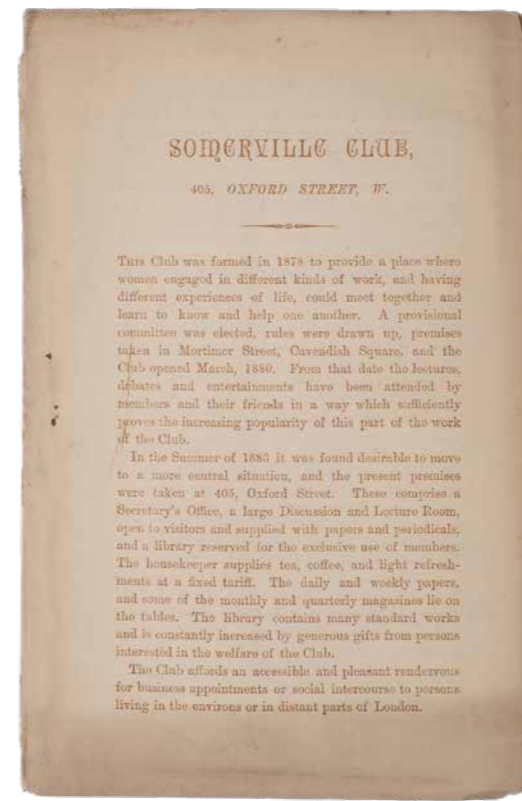 SOMERVILLE CLUB,
405, OXFORD STREET, W.
THIS Club was formed in 1878 to provide a place where
women engaged in different kinds of work, and having
different experiences of life, could meet together and
learn to know and help one another. A provisional
committee was elected, rules were drawn up, premises
taken in Mortimer Street, Cavendish Square, and the
Club opened March, 1880. From that date the lectures,
debates and entertainments have been attended by
members and their friends in a way which sufficiently
proves the increasing popularity of this part of the work
of the Club.
In the Summer of 1883 it was found desirable to move
to a more central situation, and the present premises
were taken at 405, Oxford Street. These comprise a
Secretary's Office, a large Discussion and Lecture Room,
open to visitors and supplied with papers and periodicals,
and a library reserved for the exclusive use of members.
The housekeeper supplies tea, coffee, and light refresh-
ments at a fixed tariff. The daily and weekly papers,
and some of the monthly and quarterly magazines lie on
the tables. The library contains many standard works
and is constantly increased by generous gifts from persons
interested in the welfare of the Club.
The Club affords an accessible and pleasant rendezvous
for business appointments or social intercourse to persons
living in the environs or in distant parts of London.